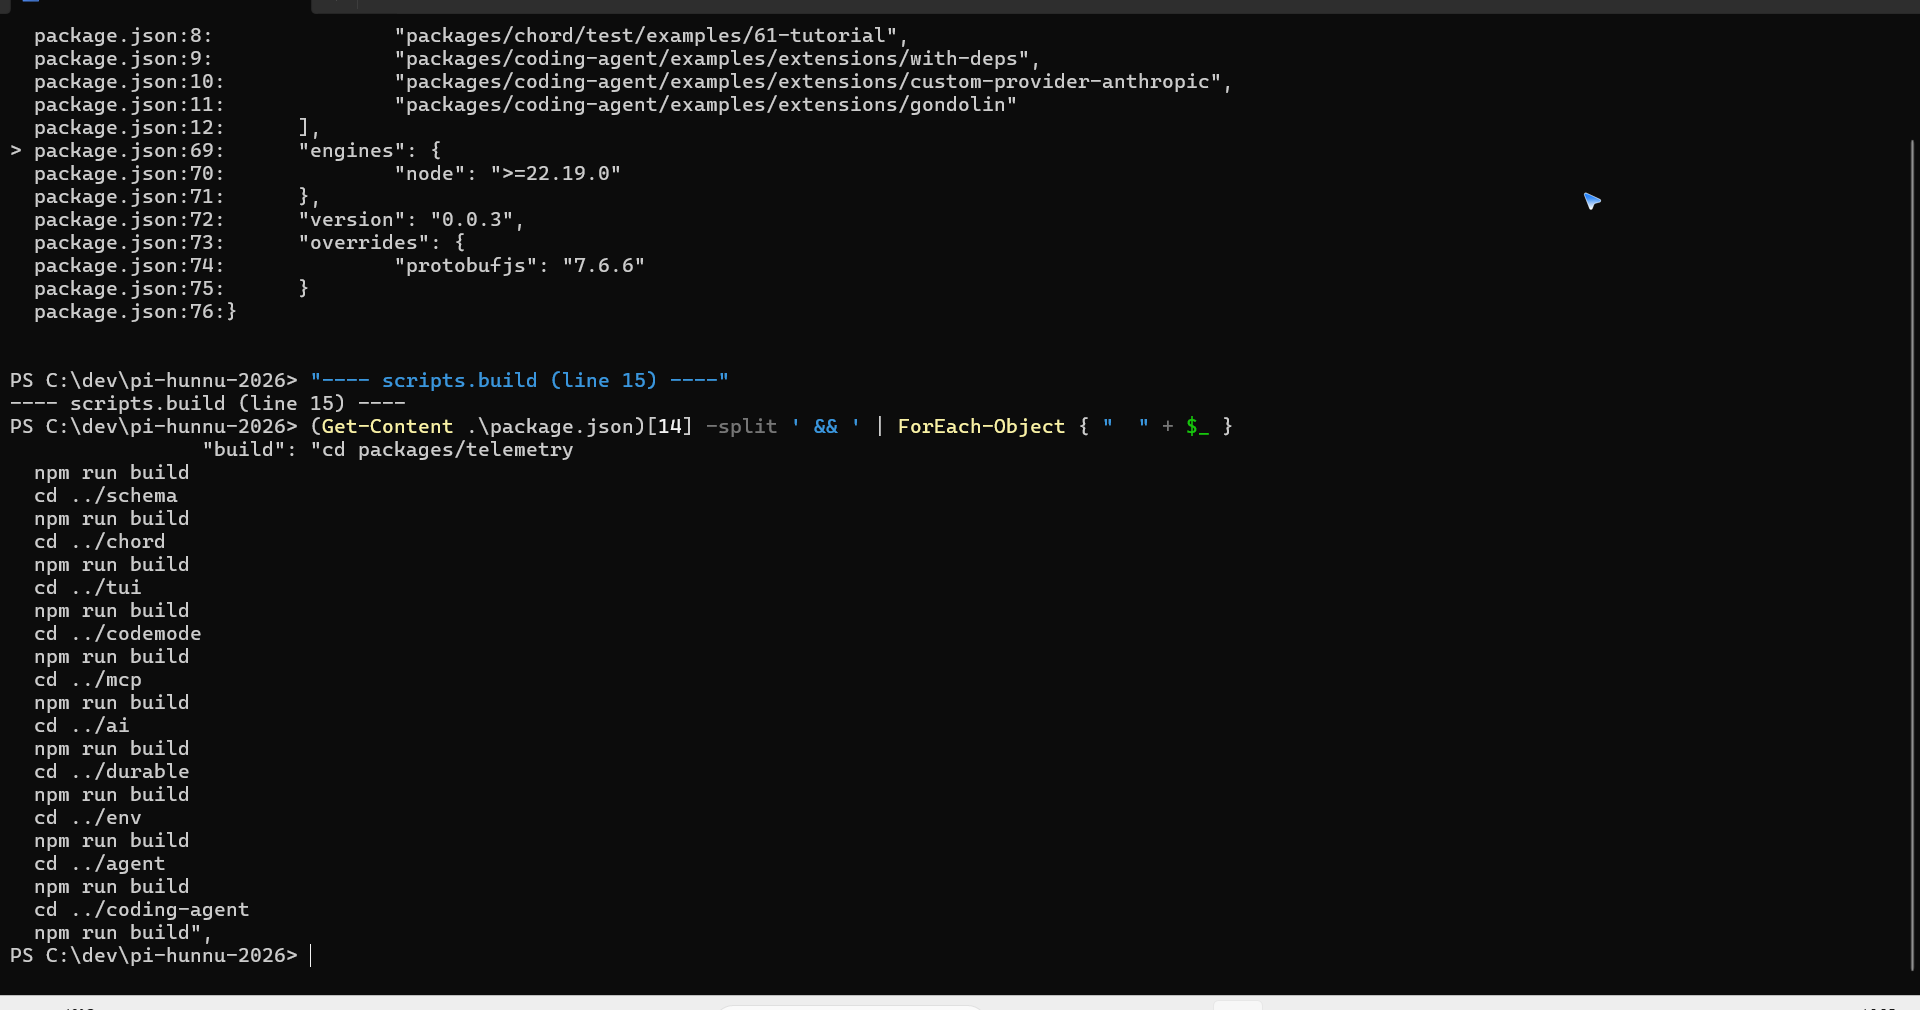 package.json:8:               "packages/chord/test/examples/61-tutorial",
package.json:9:               "packages/coding-agent/examples/extensions/with-deps",
package.json:10:              "packages/coding-agent/examples/extensions/custom-provider-anthropic",
package.json:11:              "packages/coding-agent/examples/extensions/gondolin"
package.json:12:      ],
> package.json:69:      "engines": {
package.json:70:              "node": ">=22.19.0"
package.json:71:      },
package.json:72:      "version": "0.0.3",
package.json:73:      "overrides": {
package.json:74:              "protobufjs": "7.6.6"
package.json:75:      }
package.json:76:}
PS C:\dev\pi-hunnu-2026> "---- scripts.build (line 15) ----"
---- scripts.build (line 15) ----
PS C:\dev\pi-hunnu-2026> (Get-Content .\package.json)[14] -split ' && ' | ForEach-Object { "  " + $_ }
"build": "cd packages/telemetry
npm run build
cd ../schema
npm run build
cd ../chord
npm run build
cd ../tui
npm run build
cd ../codemode
npm run build
cd ../mcp
npm run build
cd ../ai
npm run build
cd ../durable
npm run build
cd ../env
npm run build
cd ../agent
npm run build
cd ../coding-agent
npm run build",
PS C:\dev\pi-hunnu-2026>